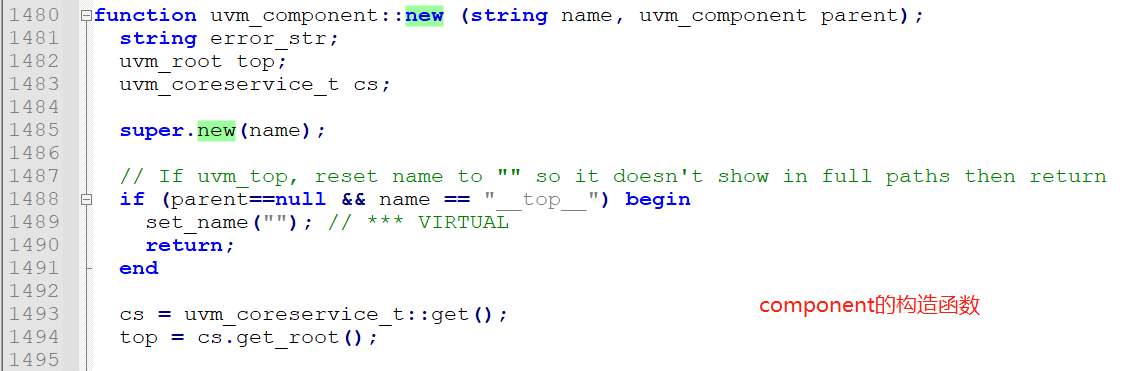 1480 function uvm_component::new (string name, uvm_component parent);
1481   string error_str;
1482   uvm_root top;
1483   uvm_coreservice_t cs;
1484
1485   super.new(name);
1486
1487   // If uvm_top, reset name to "" so it doesn't show in full paths then return
1488   if (parent==null && name == "__top__") begin
1489     set_name(""); // *** VIRTUAL
1490     return;
1491   end
1492
1493   cs = uvm_coreservice_t::get();
component的构造函数
1494   top = cs.get_root();
1495